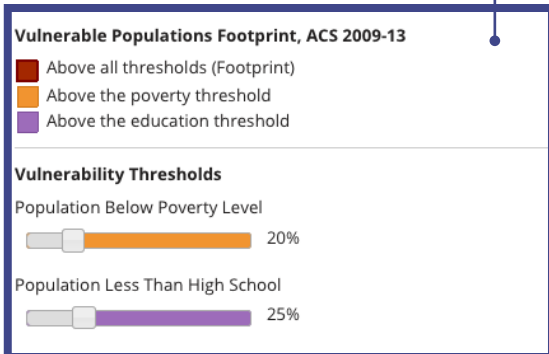 Vulnerable Populations Footprint, ACS 2009-13
Above all thresholds (Footprint)
Above the poverty threshold
Above the education threshold
Vulnerability Thresholds
Population Below Poverty Level
20%
Population Less Than High School
25%